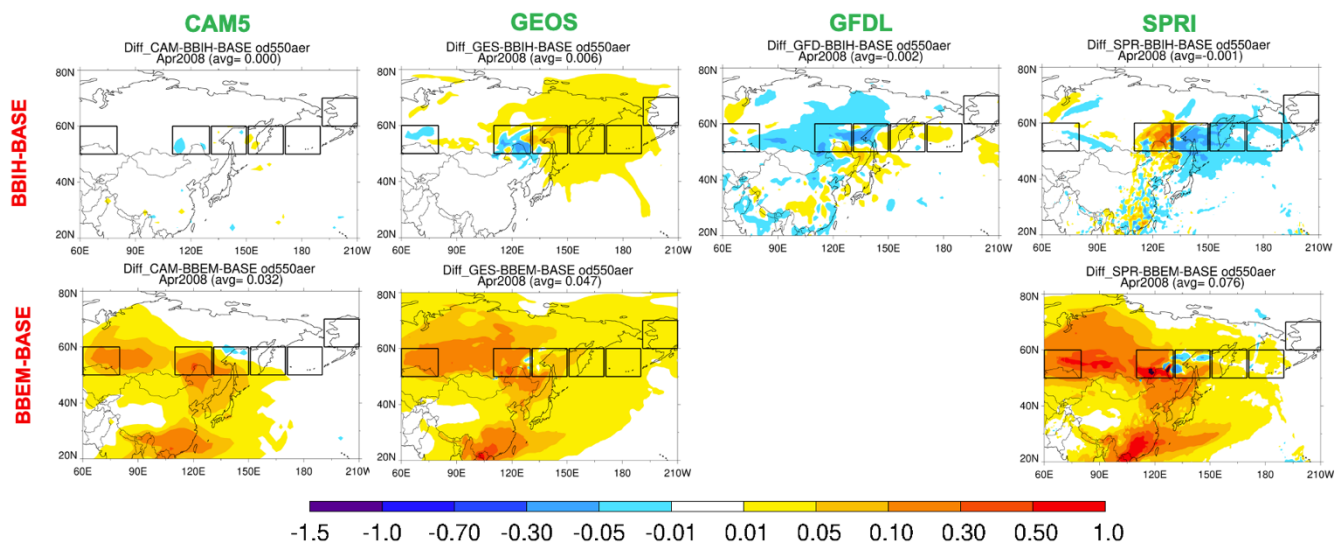 CAM5 GEOS GFDL SPRI
BBIH-BASE
Diff_CAM-BBIH-BASE od550aer
Apr2008 (avg= 0.000)
80N
60N
40N
20N
60E 90E 120E 150E 180 210W
Diff_GES-BBIH-BASE od550aer
Apr2008 (avg= 0.006)
80N
60N
40N
20N
60E 90E 120E 150E 180 210W
Diff_GFD-BBIH-BASE od550aer
Apr2008 (avg=-0.002)
80N
60N
40N
20N
60E 90E 120E 150E 180 210W
Diff_SPR-BBIH-BASE od550aer
Apr2008 (avg=-0.001)
80N
60N
40N
20N
60E 90E 120E 150E 180 210W
BBEM-BASE
Diff_CAM-BBEM-BASE od550aer
Apr2008 (avg= 0.032)
80N
60N
40N
20N
60E 90E 120E 150E 180 210W
Diff_GES-BBEM-BASE od550aer
Apr2008 (avg= 0.047)
80N
60N
40N
20N
60E 90E 120E 150E 180 210W
Diff_SPR-BBEM-BASE od550aer
Apr2008 (avg= 0.076)
80N
60N
40N
20N
60E 90E 120E 150E 180 210W
-1.5 -1.0 -0.70 -0.30 -0.05 -0.01 0.01 0.05 0.10 0.30 0.50 1.0